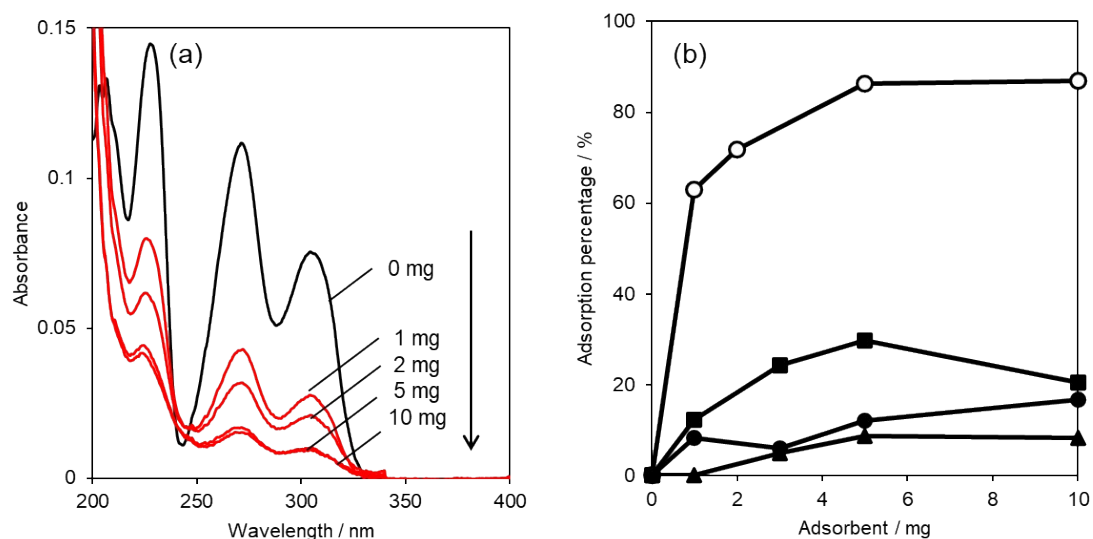 (a)
0.15
0.1
0.05
0
Absorbance
0 mg
1 mg
2 mg
5 mg
10 mg
200
250
300
350
400
Wavelength / nm
(b)
100
80
60
40
20
0
Adsorption percentage / %
0
2
4
6
8
10
Adsorbent / mg